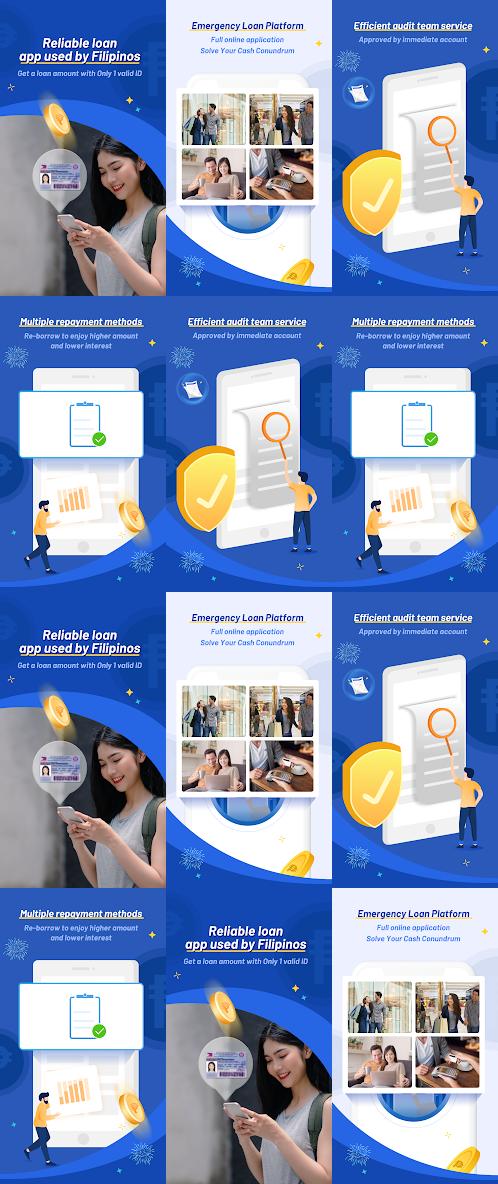 Reliable loan
app used by Filipinos
Get a loan amount with Only 1 valid ID
Emergency Loan Platform
Full online application
Solve Your Cash Conundrum
Efficient audit team service
Approved by immediate account
Multiple repayment methods
Re-borrow to enjoy higher amount
and lower interest
Efficient audit team service
Approved by immediate account
Multiple repayment methods
Re-borrow to enjoy higher amount
and lower interest
Reliable loan
app used by Filipinos
Get a loan amount with Only 1 valid ID
Emergency Loan Platform
Full online application
Solve Your Cash Conundrum
Efficient audit team service
Approved by immediate account
Multiple repayment methods
Re-borrow to enjoy higher amount
and lower interest
Reliable loan
app used by Filipinos
Get a loan amount with Only 1 valid ID
Emergency Loan Platform
Full online application
Solve Your Cash Conundrum